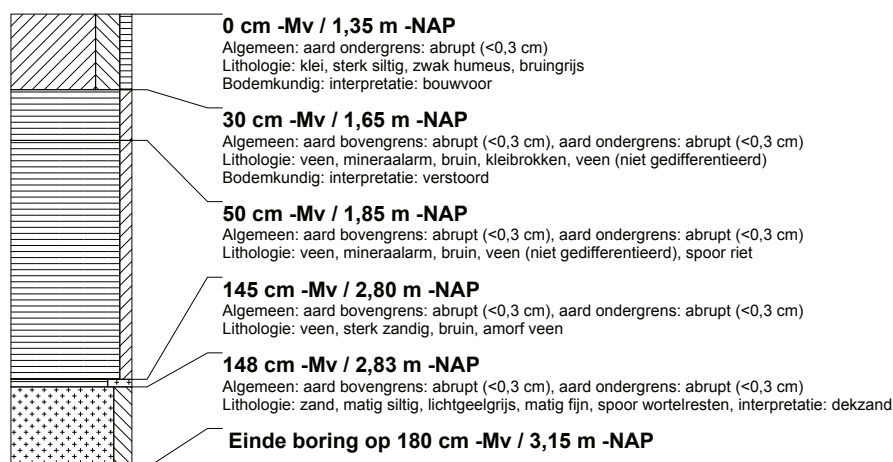 0 cm -Mv / 1,35 m -NAP
Algemeen: aard ondergrens: abrupt (<0,3 cm)
Lithologie: klei, sterk siltig, zwak humeus, bruingrijs
Bodemkundig: interpretatie: bouwvoor
30 cm -Mv / 1,65 m -NAP
Algemeen: aard bovengrens: abrupt (<0,3 cm), aard ondergrens: abrupt (<0,3 cm)
Lithologie: veen, mineraalarm, bruin, kleibrokken, veen (niet gedifferentieerd)
Bodemkundig: interpretatie: verstoord
50 cm -Mv / 1,85 m -NAP
Algemeen: aard bovengrens: abrupt (<0,3 cm), aard ondergrens: abrupt (<0,3 cm)
Lithologie: veen, mineraalarm, bruin, veen (niet gedifferentieerd), spoor riet
145 cm -Mv / 2,80 m -NAP
Algemeen: aard bovengrens: abrupt (<0,3 cm), aard ondergrens: abrupt (<0,3 cm)
Lithologie: veen, sterk zandig, bruin, amorf veen
148 cm -Mv / 2,83 m -NAP
Algemeen: aard bovengrens: abrupt (<0,3 cm), aard ondergrens: abrupt (<0,3 cm)
Lithologie: zand, matig siltig, lichtgeelgrijs, matig fijn, spoor wortelresten, interpretatie: dekzand
Einde boring op 180 cm -Mv / 3,15 m -NAP